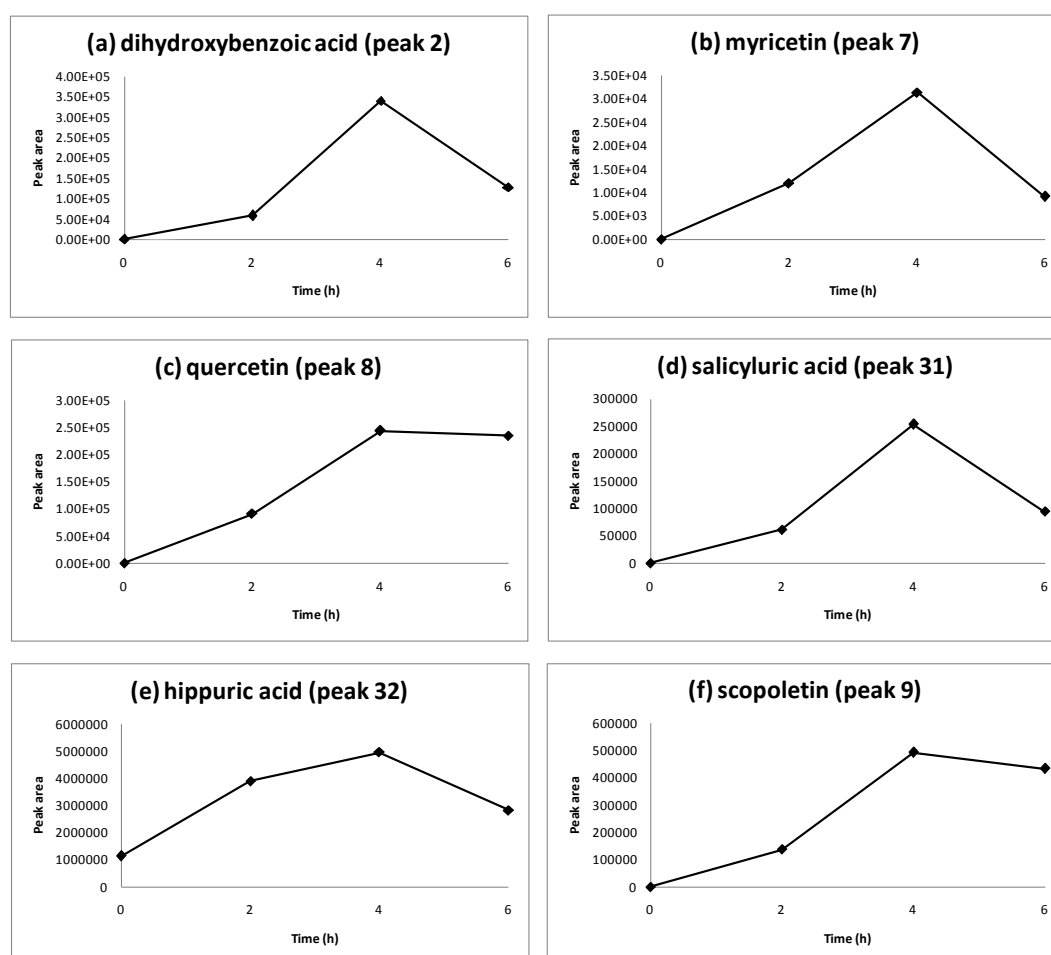 (a) dihydroxybenzoic acid (peak 2)
4.00E+05
3.50E+05
3.00E+05
2.50E+05
2.00E+05
1.50E+05
1.00E+05
5.00E+04
0.00E+00
Peak area
0 2 4 6
Time (h)
(b) myricetin (peak 7)
3.50E+04
3.00E+04
2.50E+04
2.00E+04
1.50E+04
1.00E+04
5.00E+03
0.00E+00
Peak area
0 2 4 6
Time (h)
(c) quercetin (peak 8)
3.00E+05
2.50E+05
2.00E+05
1.50E+05
1.00E+05
5.00E+04
0.00E+00
Peak area
0 2 4 6
Time (h)
(d) salicyluric acid (peak 31)
300000
250000
200000
150000
100000
50000
0
Peak area
0 2 4 6
Time (h)
(e) hippuric acid (peak 32)
6000000
5000000
4000000
3000000
2000000
1000000
0
Peak area
0 2 4 6
Time (h)
(f) scopoletin (peak 9)
600000
500000
400000
300000
200000
100000
0
Peak area
0 2 4 6
Time (h)